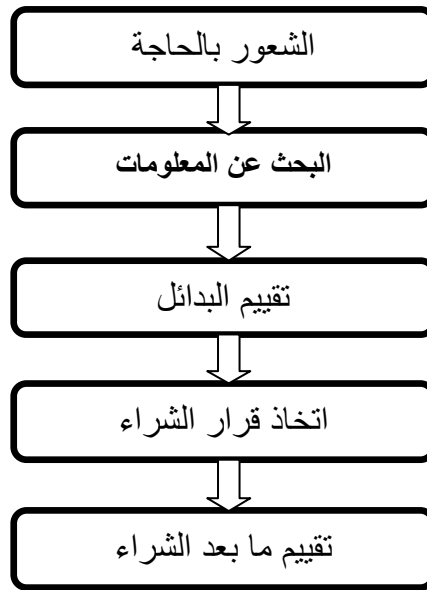 الشعور بالحاجة
البحث عن المعلومات
تقييم البدائل
اتخاذ قرار الشراء
تقييم ما بعد الشراء